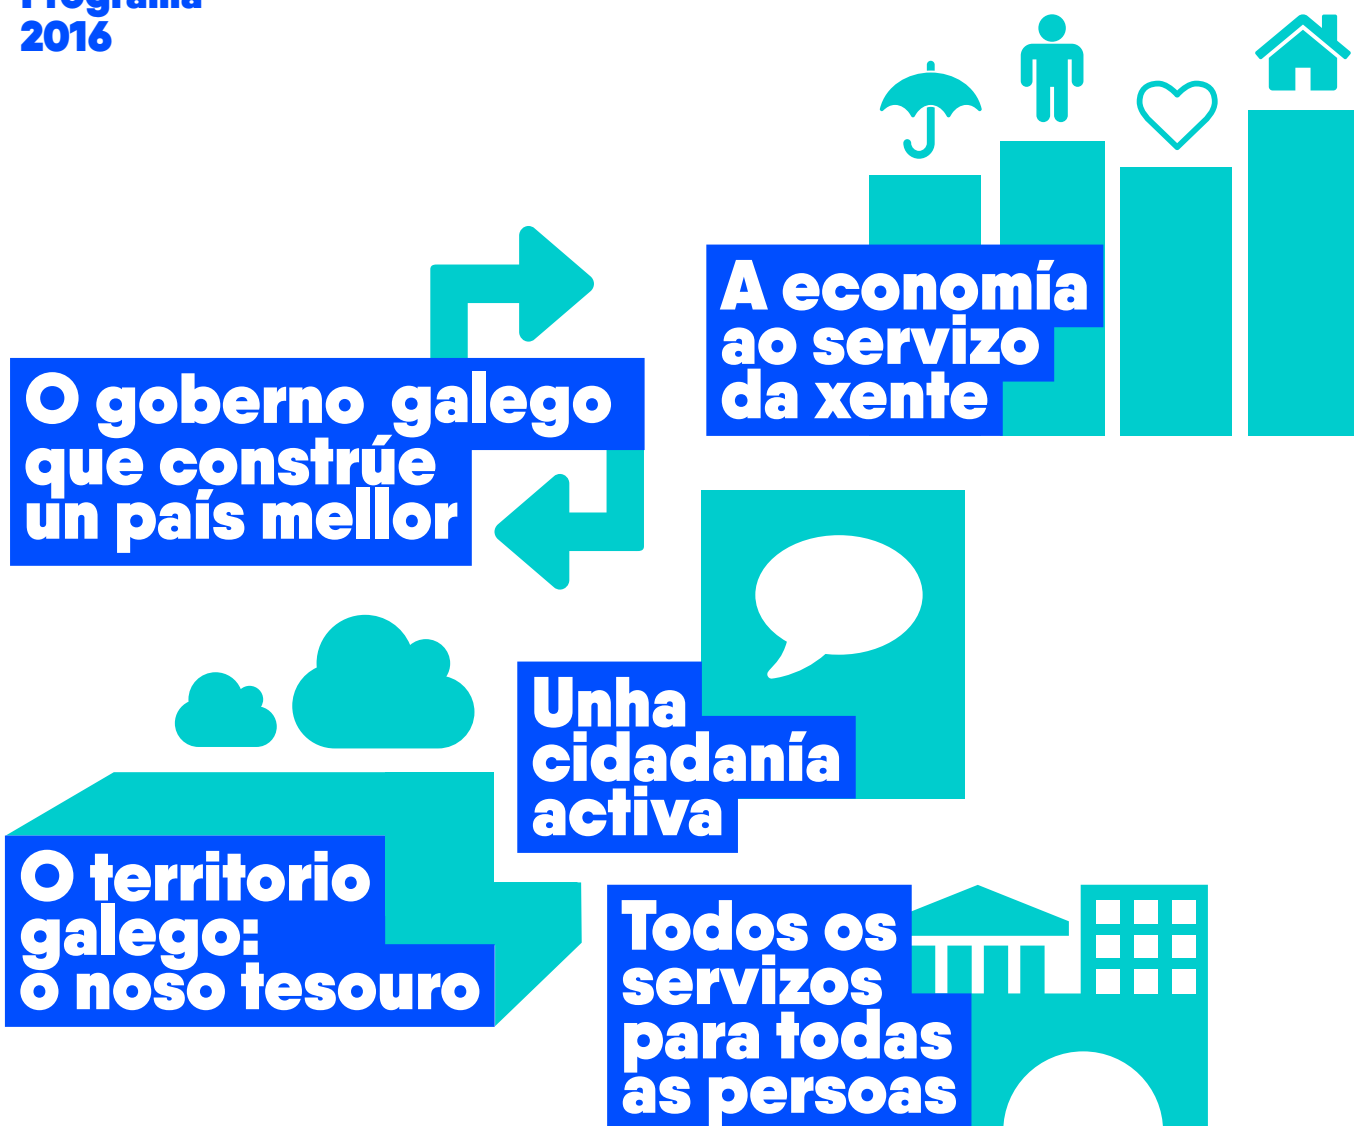 Programa
2016
A economía
ao servizo
da xente
O goberno galego
que constrúe
un país mellor
Unha
cidadanía
activa
O territorio
galego:
o noso tesouro
Todos os
servizos
para todas
as persoas